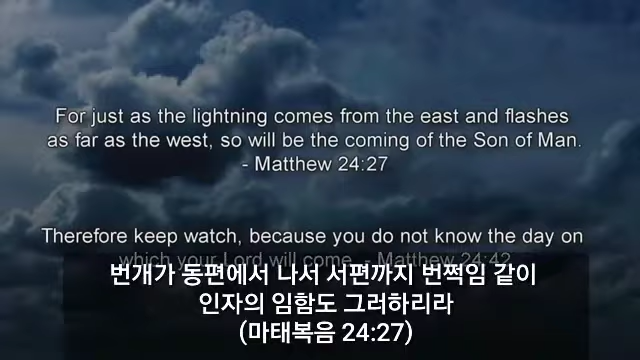 For just as the lightning comes from the east and flashes
as far as the west, so will be the coming of the Son of Man.
- Matthew 24:27
Therefore keep watch, because you do not know the day on
which your Lord will come. - Matthew 24:42
번개가 동편에서 나서 서편까지 번쩍임 같이
인자의 임함도 그러하리라
(마태복음 24:27)